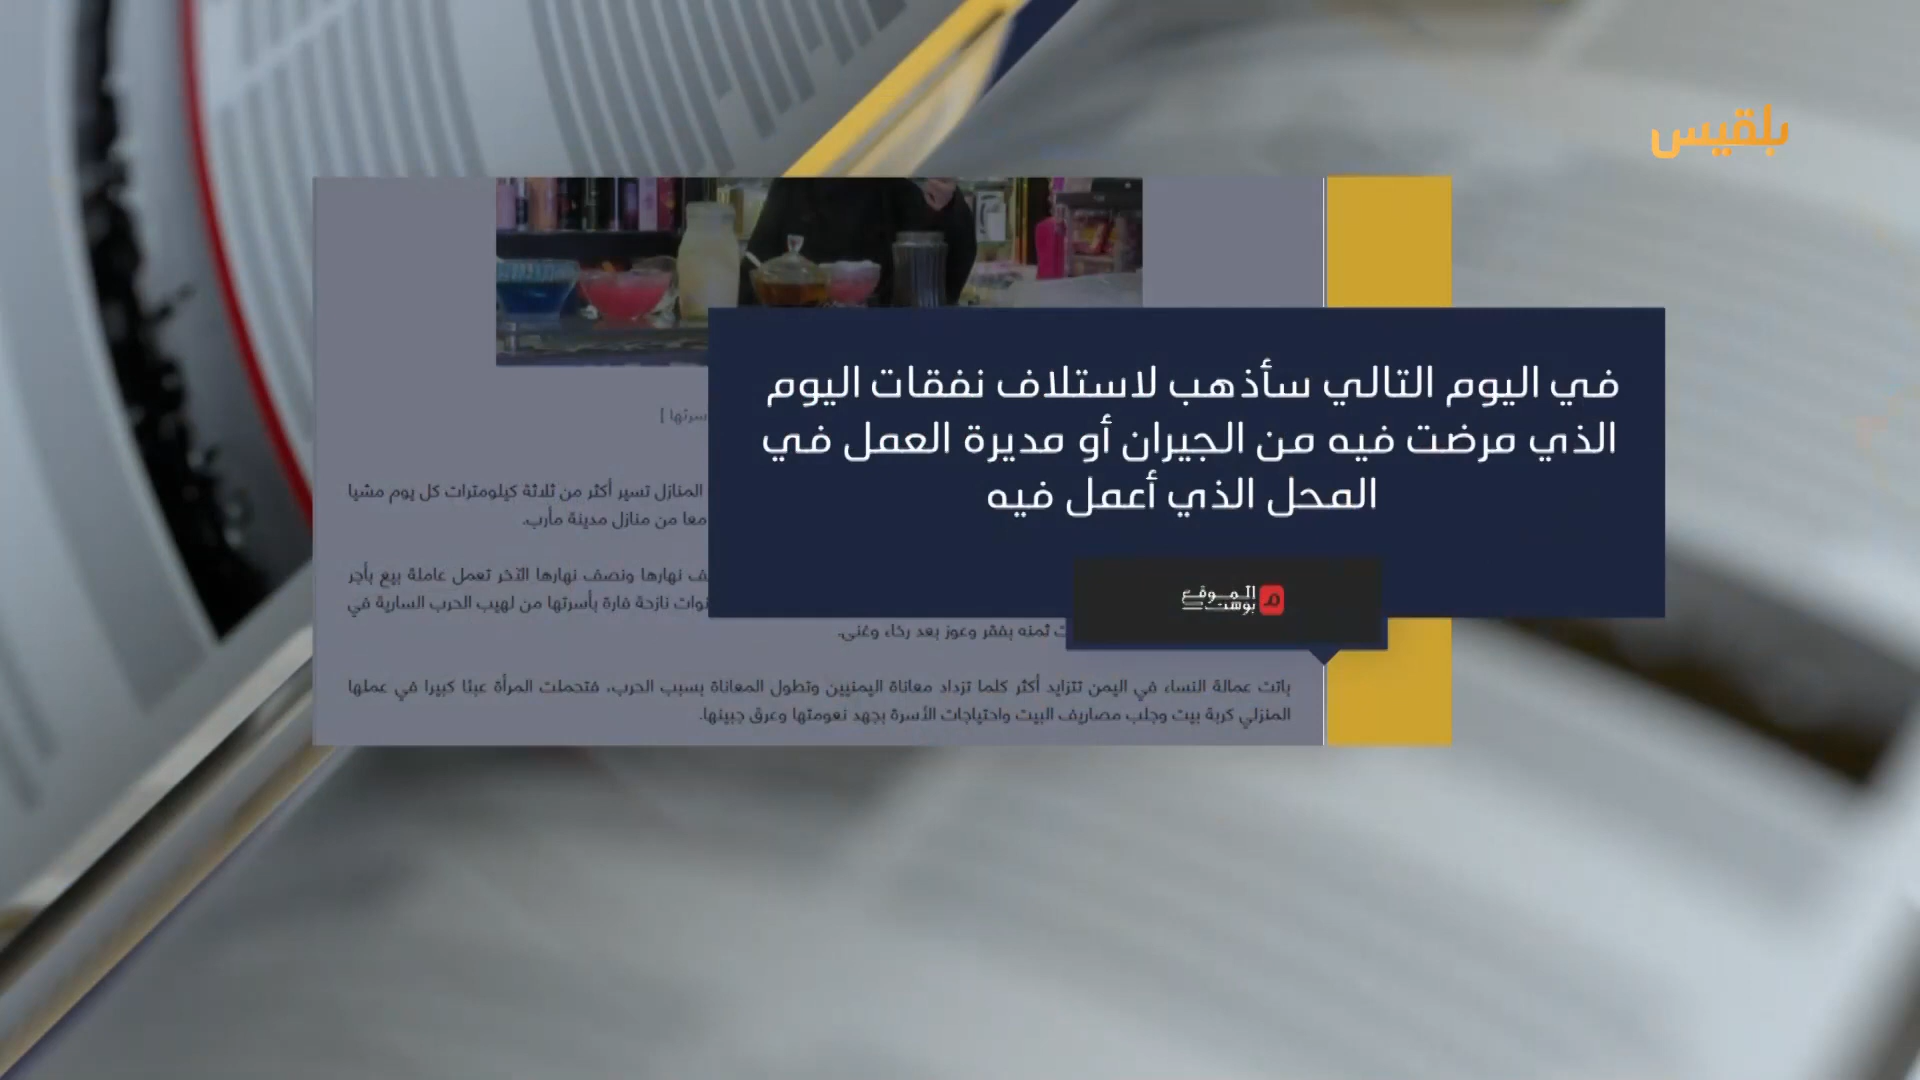 بلقيس
في اليوم التالي سأذهب لاستلاف نفقات اليوم
الذي مرضت فيه من الجيران أو مديرة العمل في
المحل الذي أعمل فيه
الموقع
بوست
سرتها ]
المنازل تسير أكثر من ثلاثة كيلومترات كل يوم مشيا
معا من منازل مدينة مأرب.
نهارها ونصف نهارها الآخر تعمل عاملة بيع بأجر
نازحة فارة بأسرتها من لهيب الحرب السارية في
ثمنه بفقر وعوز بعد رخاء وغنى.
باتت عمالة النساء في اليمن تتزايد أكثر كلما تزداد معاناة اليمنيين وتطول المعاناة بسبب الحرب، فتحملت المرأة عبئا كبيرا في عملها
المنزلي كربة بيت وجلب مصاريف البيت واحتياجات الأسرة بجهد نعومتها وعرق جبينها.